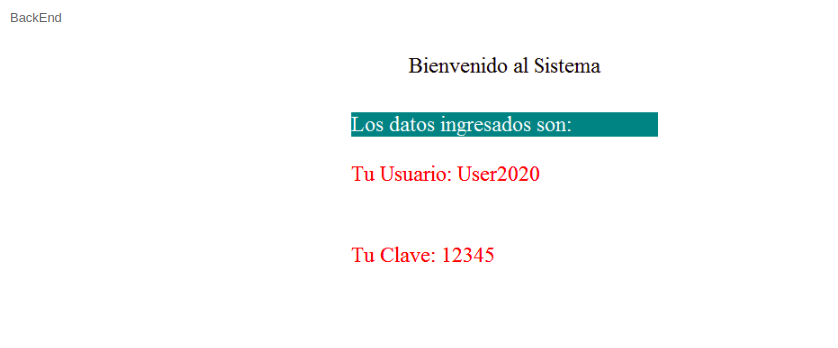 BackEnd
Bienvenido al Sistema
Los datos ingresados son:
Tu Usuario: User2020
Tu Clave: 12345